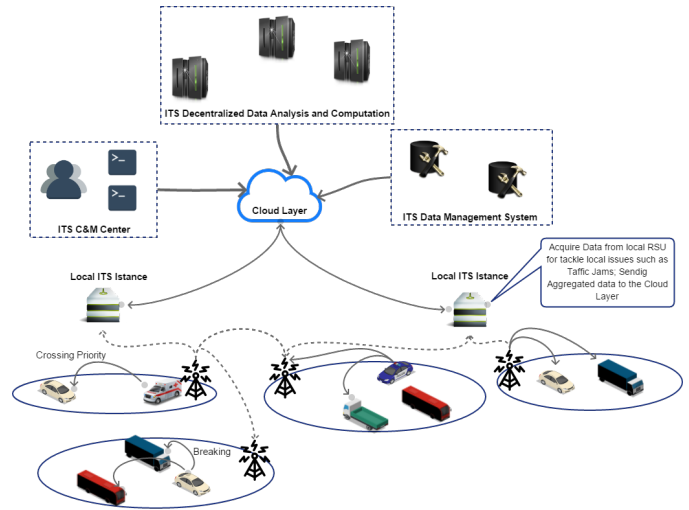 ITS Decentralized Data Analysis and Computation
>_
>_
ITS C&M Center
Cloud Layer
ITS Data Management System
Local ITS Istance
Local ITS Istance
Acquire Data from local RSU
for tackle local issues such as
Taffic Jams; Sendig
Aggregated data to the Cloud
Layer
Crossing Priority
Breaking